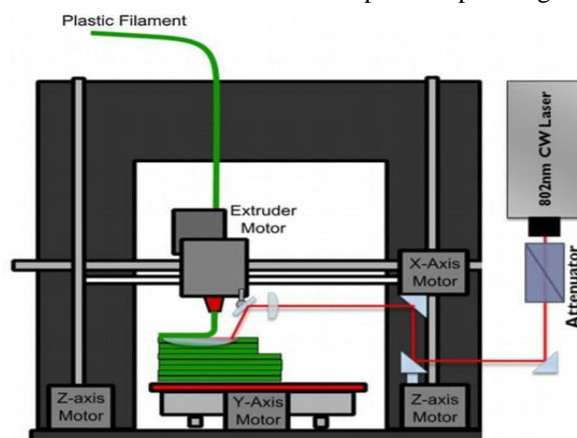 Plastic Filament
Extruder
Motor
802nm CW Laser
X-Axis
Motor
Attenuator
Z-axis
Motor
Y-Axis
Motor
Z-axis
Motor